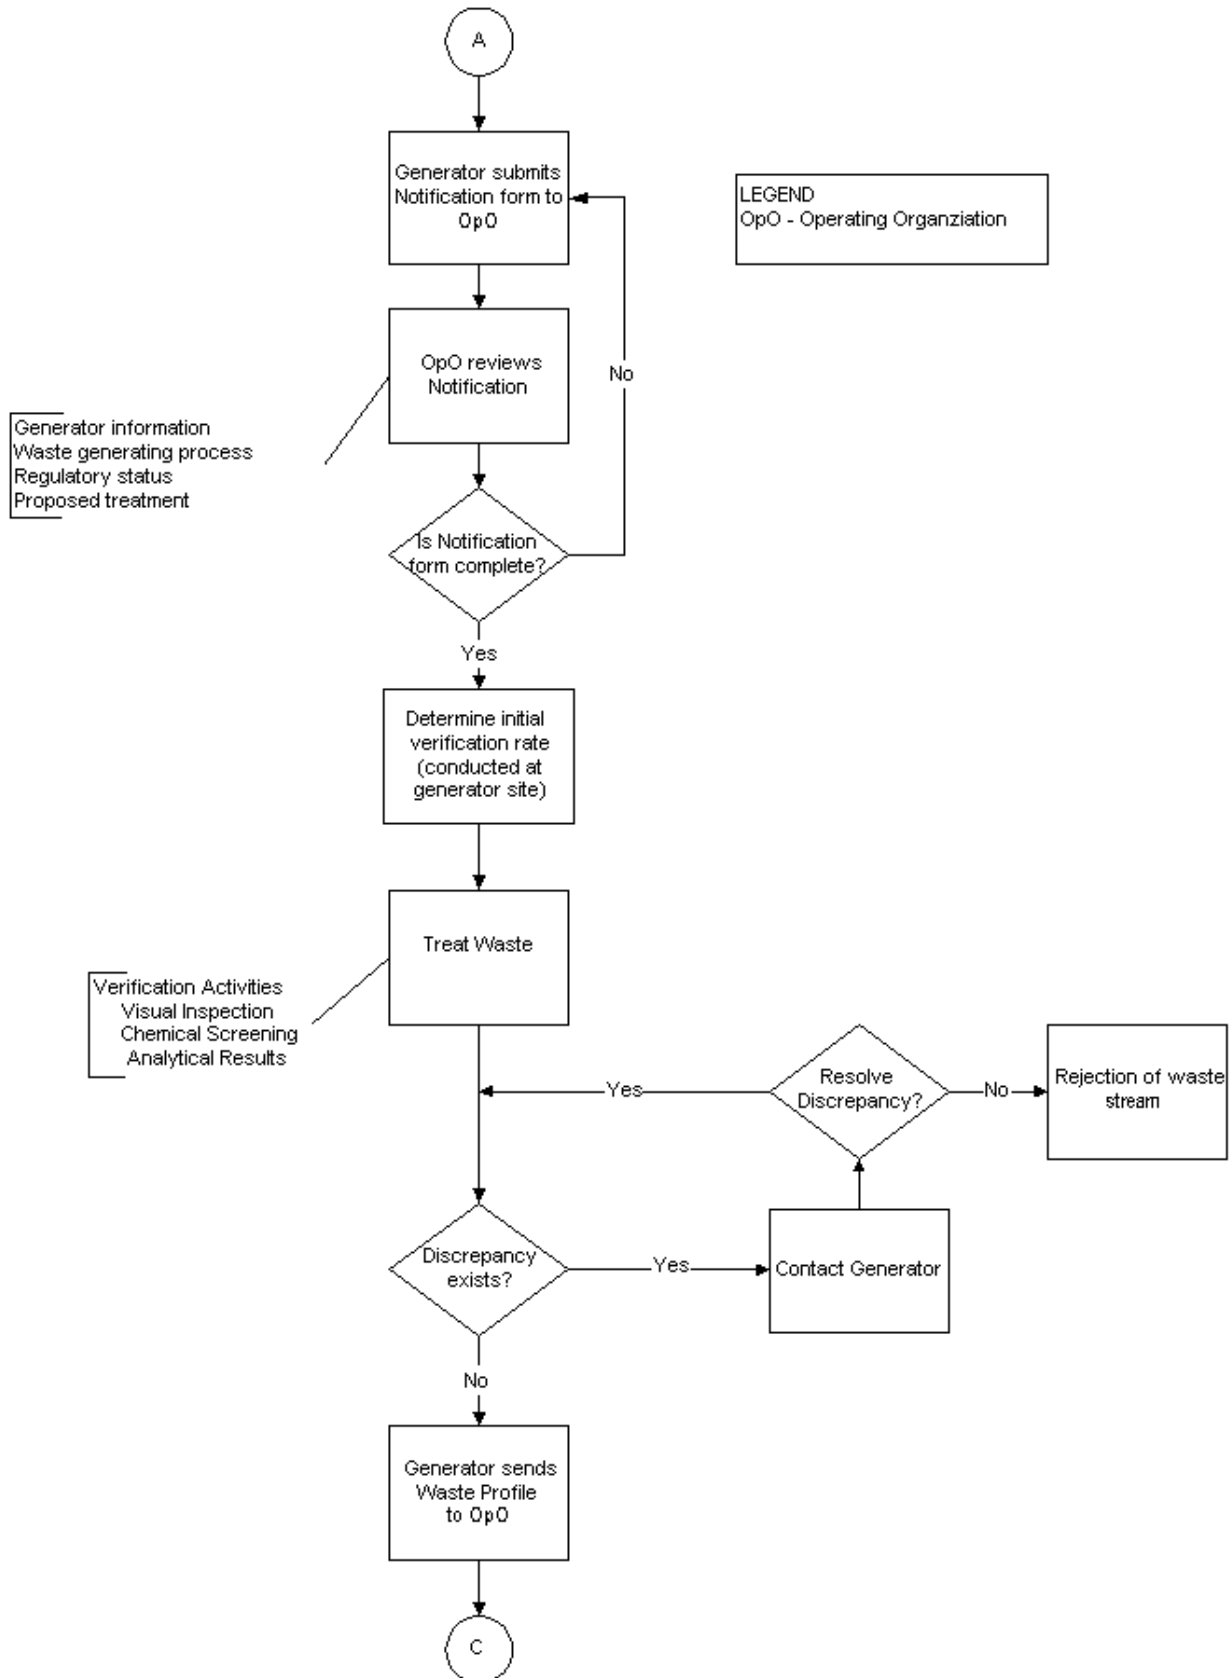 A
Generator submits
Notification form to
OpO
LEGEND
OpO - Operating Organziation
OpO reviews
Notification
No
Generator information
Waste generating process
Regulatory status
Proposed treatment
Is Notification
form complete?
Yes
Determine initial
verification rate
(conducted at
generator site)
Treat Waste
Verification Activities
Visual Inspection
Chemical Screening
Analytical Results
Yes
Resolve
Discrepancy?
No
Rejection of waste
stream
Discrepancy
exists?
Yes
Contact Generator
No
Generator sends
Waste Profile
to OpO
C